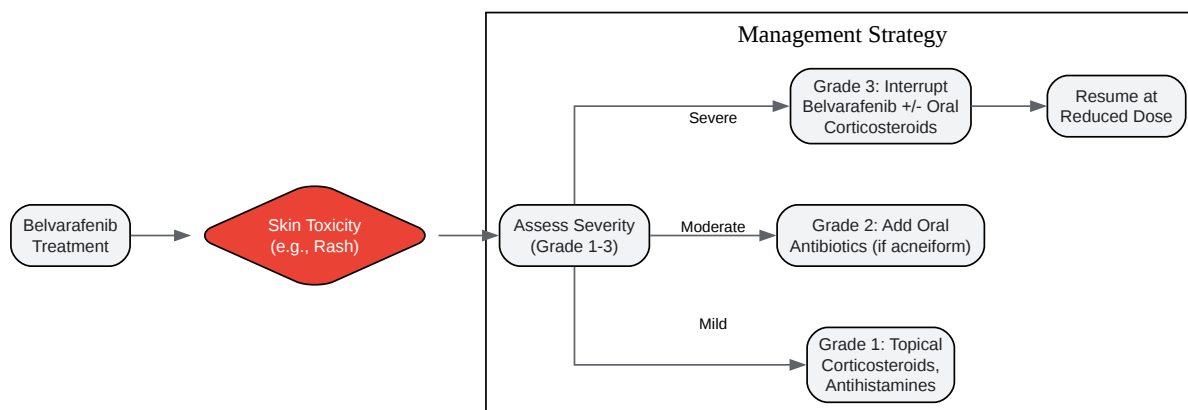 Management Strategy
Belvarafenib
Treatment
Skin Toxicity
(e.g., Rash)
Assess Severity
(Grade 1-3)
Severe
Grade 3: Interrupt
Belvarafenib +/- Oral
Corticosteroids
Resume at
Reduced Dose
Moderate
Grade 2: Add Oral
Antibiotics (if acneiform)
Mild
Grade 1: Topical
Corticosteroids,
Antihistamines